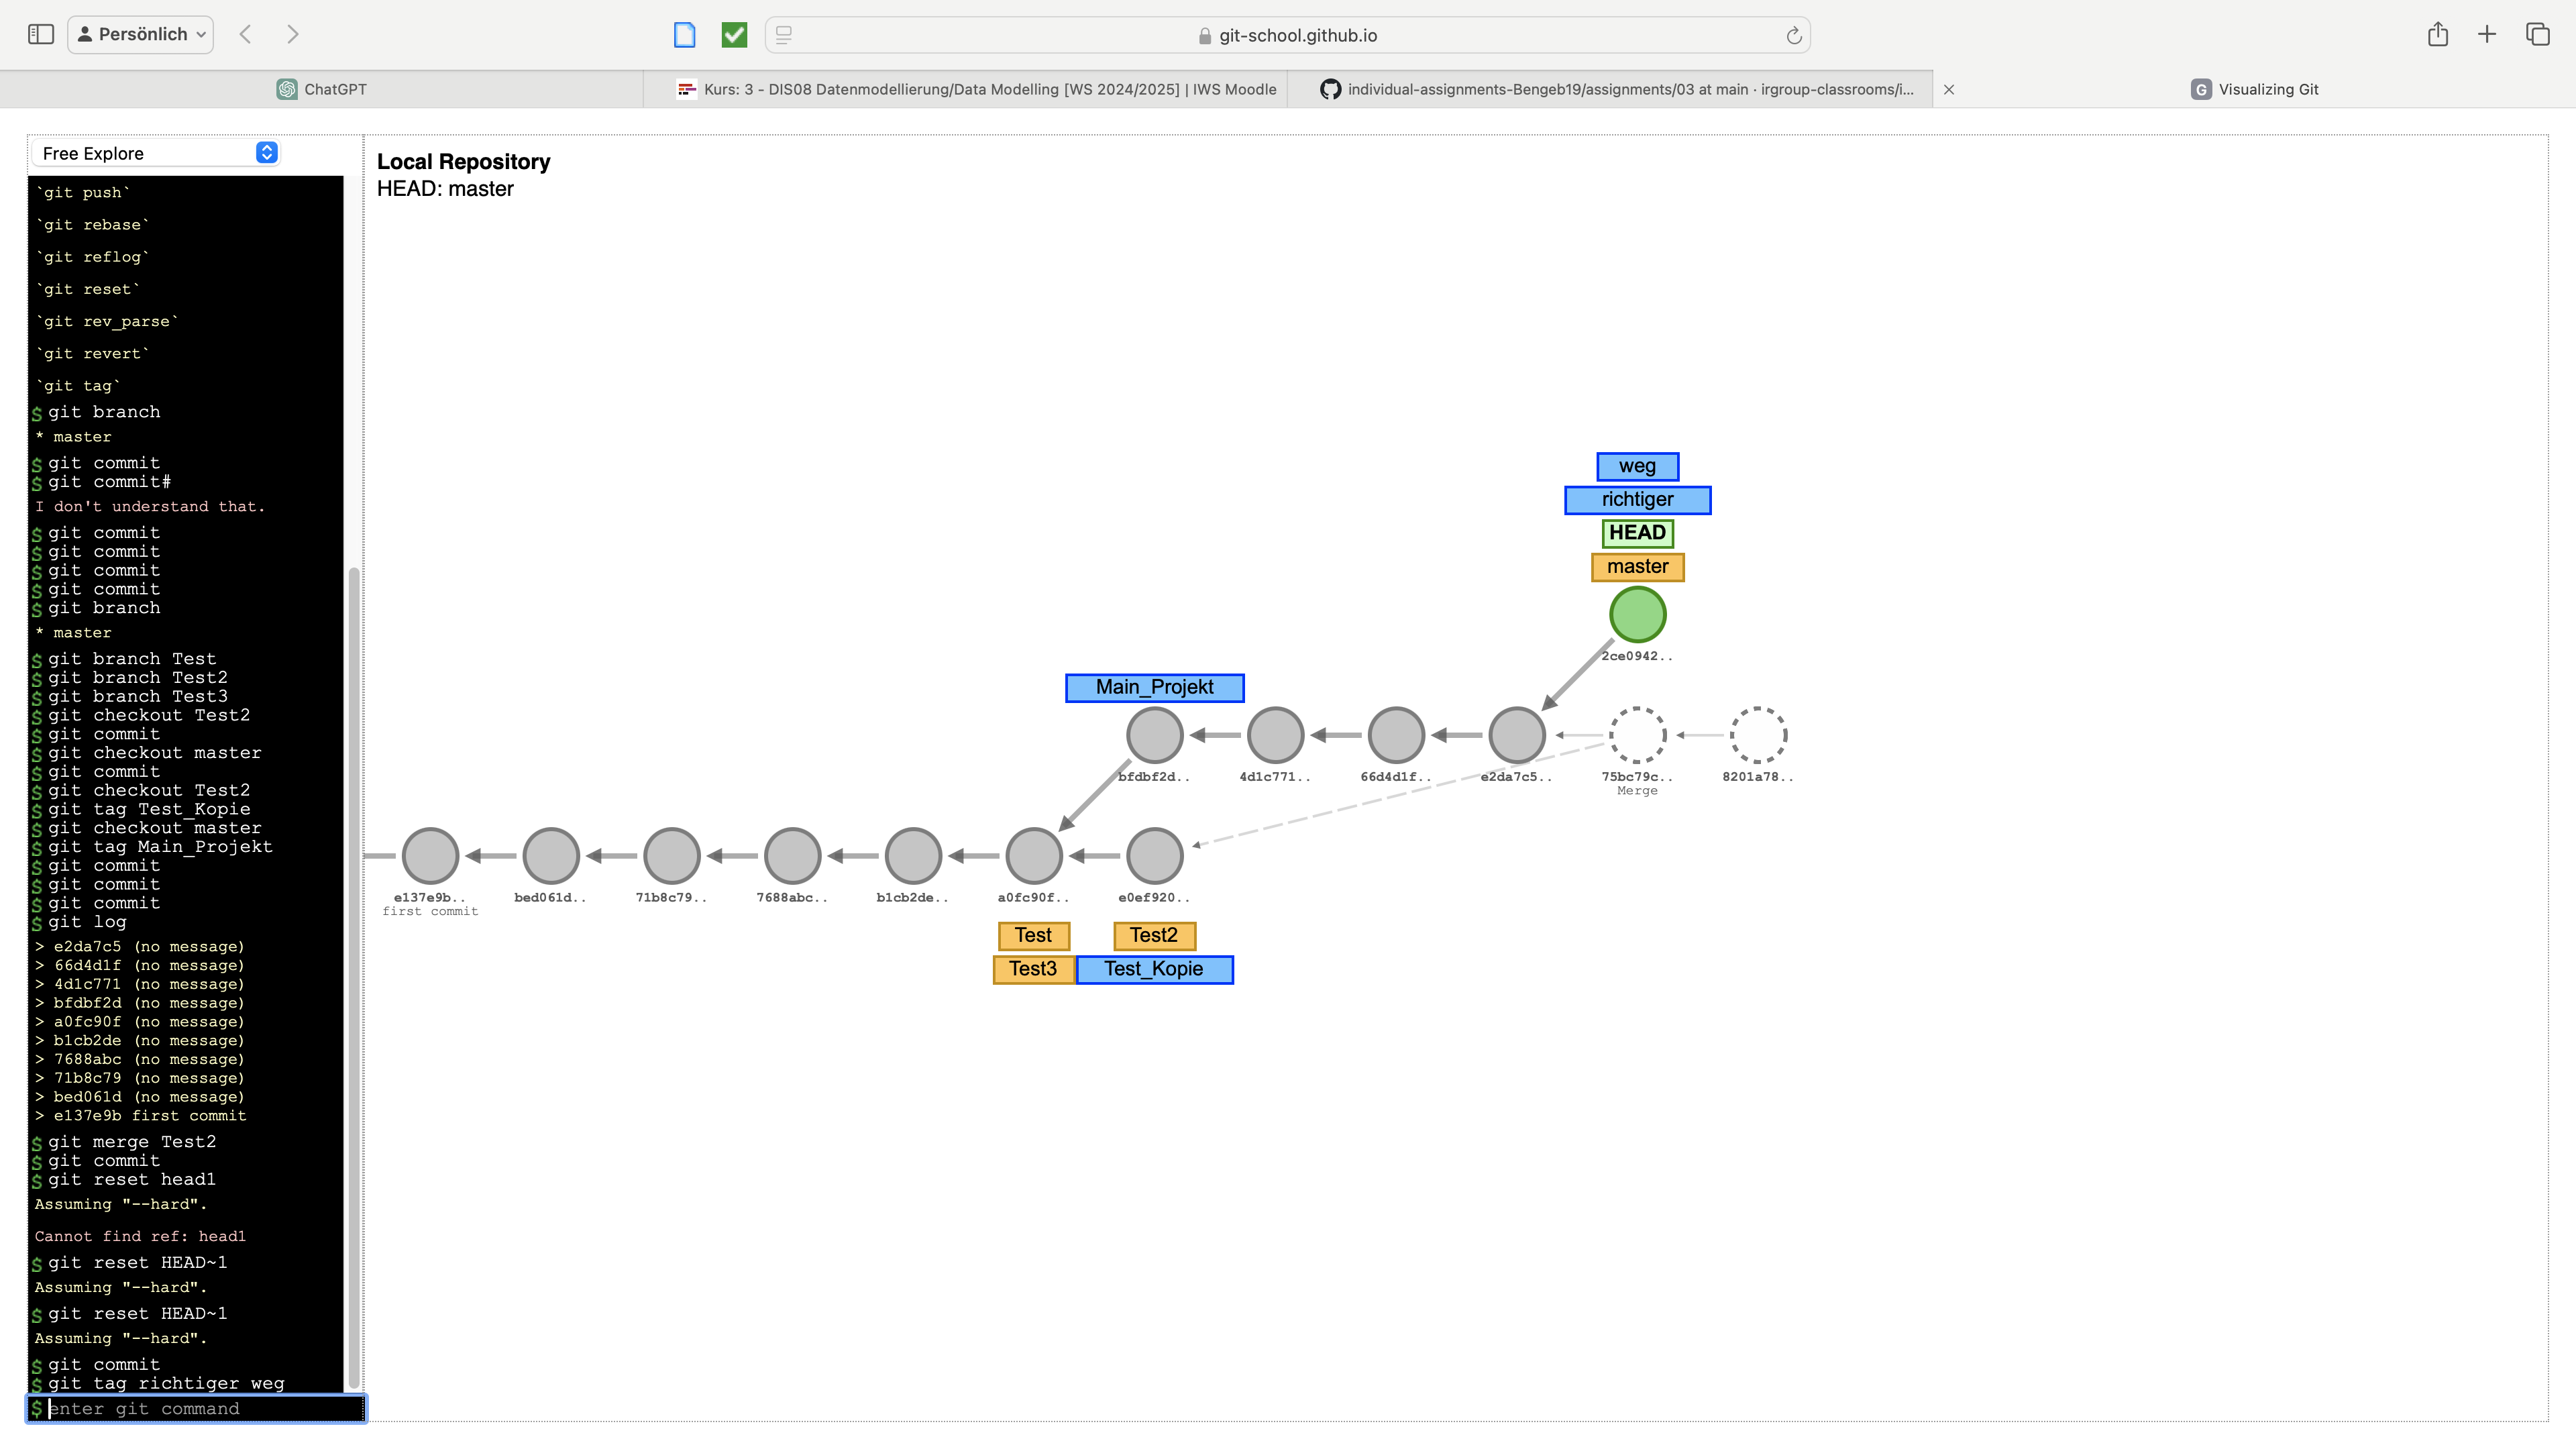 Persönlich
git-school.github.io
ChatGPT
Kurs: 3 - DIS08 Datenmodellierung/Data Modelling [WS 2024/2025] | IWS Moodle
individual-assignments-Bengeb19/assignments/03 at main · irgroup-classrooms/i...
G Visualizing Git
Free Explore
`git push`
`git rebase`
`git reflog`
`git reset`
`git rev_parse`
`git revert`
`git tag`
$ git branch
* master
$ git commit
$ git commit#
I don't understand that.
$ git commit
$ git commit
$ git commit
$ git commit
$ git branch
* master
$ git branch Test
$ git branch Test2
$ git branch Test3
$ git checkout Test2
$ git commit
$ git checkout master
$ git commit
$ git checkout Test2
$ git tag Test_Kopie
$ git checkout master
$ git tag Main_Projekt
$ git commit
$ git commit
$ git commit
$ git log
> e2da7c5 (no message)
> 66d4d1f (no message)
> 4d1c771 (no message)
> bfdbf2d (no message)
> a0fc90f (no message)
> b1cb2de (no message)
> 7688abc (no message)
> 71b8c79 (no message)
> bed061d (no message)
> e137e9b first commit
$ git merge Test2
$ git commit
$ git reset head1
Assuming "--hard".
Cannot find ref: head1
$ git reset HEAD~1
Assuming "--hard".
$ git reset HEAD~1
Assuming "--hard".
$ git commit
$ git tag richtiger weg
$ enter git command
Local Repository
HEAD: master
weg
richtiger
HEAD
master
2ce0942..
Main_Projekt
bfdbf2d..
4d1c771..
66d4d1f..
e2da7c5..
75bc79c..
8201a78..
Merge
e137e9b..
bed061d..
71b8c79..
7688abc..
b1cb2de..
a0fc90f..
e0ef920..
first commit
Test
Test2
Test3
Test_Kopie